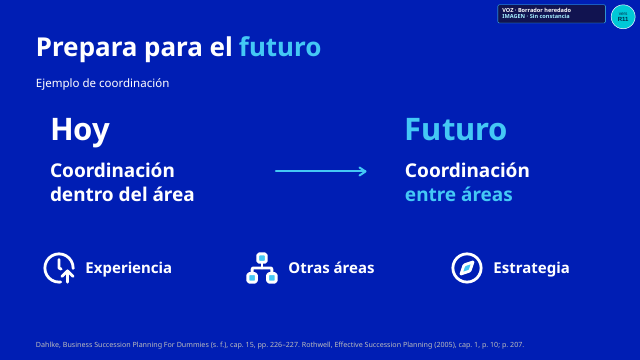 VOZ · Borrador heredado
IMAGEN · Sin constancia
R11
Prepara para el futuro
Ejemplo de coordinación
Hoy
Futuro
Coordinación
dentro del área
Coordinación
entre áreas
Experiencia
Otras áreas
Estrategia
Dahlke, Business Succession Planning For Dummies (s. f.), cap. 15, pp. 226–227. Rothwell, Effective Succession Planning (2005), cap. 1, p. 10; p. 207.